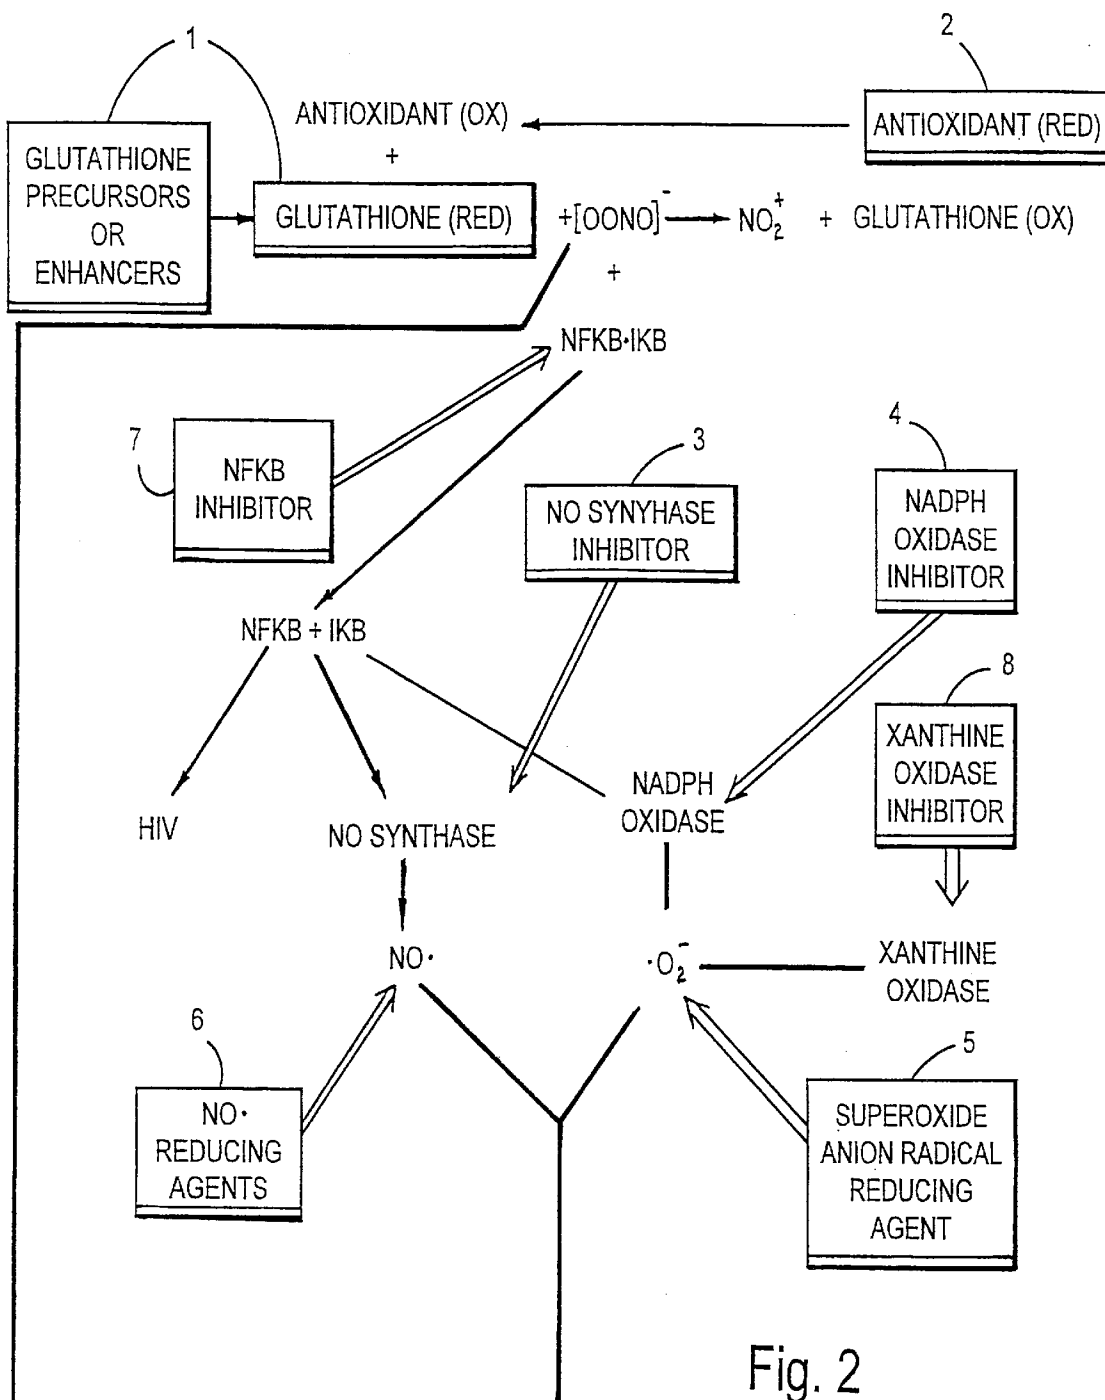 1
2
ANTIOXIDANT (OX)
ANTIOXIDANT (RED)
+
GLUTATHIONE
PRECURSORS
OR
ENHANCERS
GLUTATHIONE (RED)
+[OONO]⁻
NO₂⁺
+ GLUTATHIONE (OX)
+
NFKB·IKB
7
NFKB
INHIBITOR
3
NO SYNYHASE
INHIBITOR
4
NADPH
OXIDASE
INHIBITOR
NFKB + IKB
8
XANTHINE
OXIDASE
INHIBITOR
HIV
NO SYNTHASE
NADPH
OXIDASE
NO·
·O₂⁻
XANTHINE
OXIDASE
6
NO·
REDUCING
AGENTS
5
SUPEROXIDE
ANION RADICAL
REDUCING
AGENT
Fig. 2